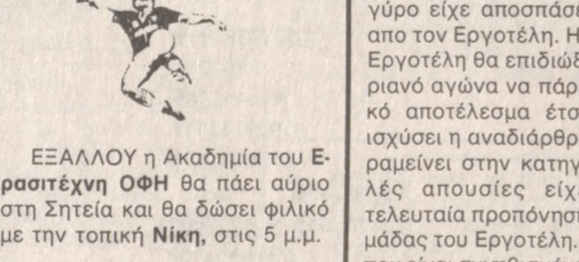 ΕΞΑΛΛΟΥ η Ακαδημία του Ε-
ρασιτέχνη ΟΦΗ θα πάει αύριο
στη Σητεία και θα δώσει φιλικό
με την τοπική Νίκη, στις 5 μ.μ.
γύρο είχε αποσπάσε
απο τον Εργοτέλη. Η
Εργοτέλη θα επιδιώξ
ριανό αγώνα να πάρ
κό αποτέλεσμα έτσ
ισχύσει η αναδιάρθρ
ραμείνει στην κατηγ
λές απουσίες είχ
τελευταία προπόνησ
μάδας του Εργοτέλη.